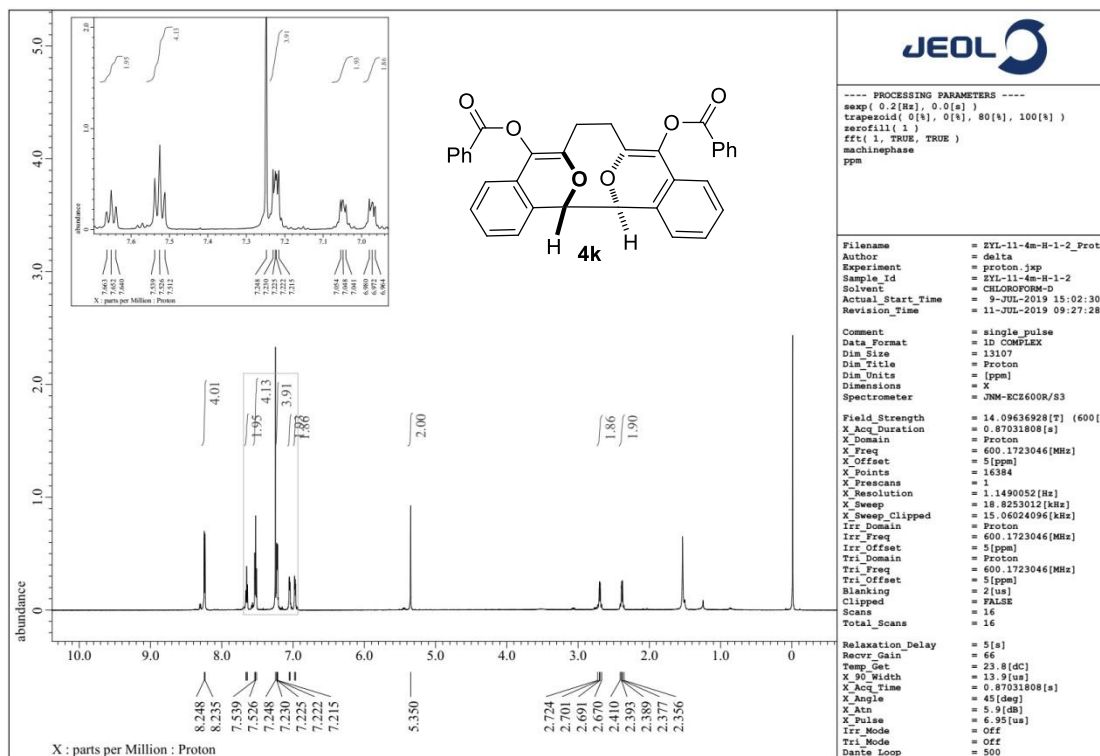 JEOL
---- PROCESSING PARAMETERS ----
sexp( 0.2[Hz], 0.0[s] )
trapezoid( 0[%], 0[%], 80[%], 100[%] )
zerofill( 1 )
fft( 1, TRUE, TRUE )
machinephase
ppm
Filename = ZYL-11-4m-H-1-2_Prot
Author = delta
Experiment = proton.jxp
Sample_Id = ZYL-11-4m-H-1-2
Solvent = CHLOROFORM-D
Actual_Start_Time = 9-JUL-2019 15:02:30
Revision_Time = 11-JUL-2019 09:27:28
Comment = single_pulse
Data_Format = 1D COMPLEX
Dim_Size = 13107
Dim_Title = Proton
Dim_Units = [ppm]
Dimensions = X
Spectrometer = JNM-ECZ600R/S3
Field_Strength = 14.09636928[T] (600[
X_Acq_Duration = 0.87031808[s]
X_Domain = Proton
X_Freq = 600.1723046[MHz]
X_Offset = 5[ppm]
X_Points = 16384
X_Prescans = 1
X_Resolution = 1.1490052[Hz]
X_Sweep = 18.8253012[kHz]
X_Sweep_Clipped = 15.06024096[kHz]
Irr_Domain = Proton
Irr_Freq = 600.1723046[MHz]
Irr_Offset = 5[ppm]
Tri_Domain = Proton
Tri_Freq = 600.1723046[MHz]
Tri_Offset = 5[ppm]
Blanking = 2[us]
Clipped = FALSE
Scans = 16
Total_Scans = 16
Relaxation_Delay = 5[s]
Recvr_Gain = 66
Temp_Get = 23.8[dC]
X_90_Width = 13.9[us]
X_Acq_Time = 0.87031808[s]
X_Angle = 45[deg]
X_Atn = 5.9[dB]
X_Pulse = 6.95[us]
Irr_Mode = Off
Tri_Mode = Off
Dante_Loop = 500
abundance
5.0
4.0
3.0
2.0
1.0
0
abundance
2.0
1.0
0
1.95
4.13
3.91
1.93
1.86
7.6 7.5 7.4 7.3 7.2 7.1 7.0
7.663
7.652
7.640
7.539
7.526
7.512
7.248
7.230
7.225
7.222
7.215
7.054
7.048
7.041
6.980
6.972
6.964
X : parts per Million : Proton
O
O
Ph
O
O
O
O
Ph
H
H
4k
4.01
1.95
4.13
3.91
1.93
1.86
2.00
1.86
1.90
10.0 9.0 8.0 7.0 6.0 5.0 4.0 3.0 2.0 1.0 0
8.248
8.235
7.539
7.526
7.248
7.230
7.225
7.222
7.215
5.350
2.724
2.701
2.691
2.670
2.410
2.393
2.389
2.377
2.356
X : parts per Million : Proton